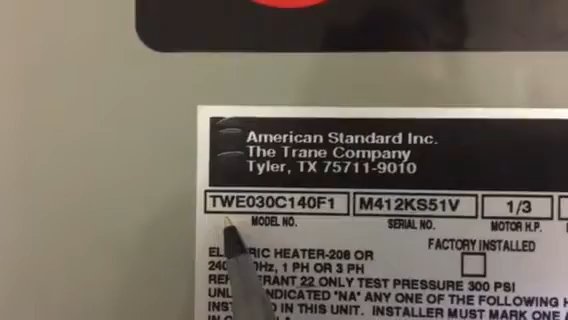 American Standard Inc.
The Trane Company
Tyler, TX 75711-9010
TWE030C140F1 M412KS51V 1/3
MODEL NO. SERIAL NO. MOTOR H.P.
FACTORY INSTALLED
HEATER-208 OR
1 PH OR 3 PH
22 ONLY TEST PRESSURE 300 PSI
INDICATED "NA" ANY ONE OF THE FOLLOWING
IN THIS UNIT. INSTALLER MUST MARK ONE